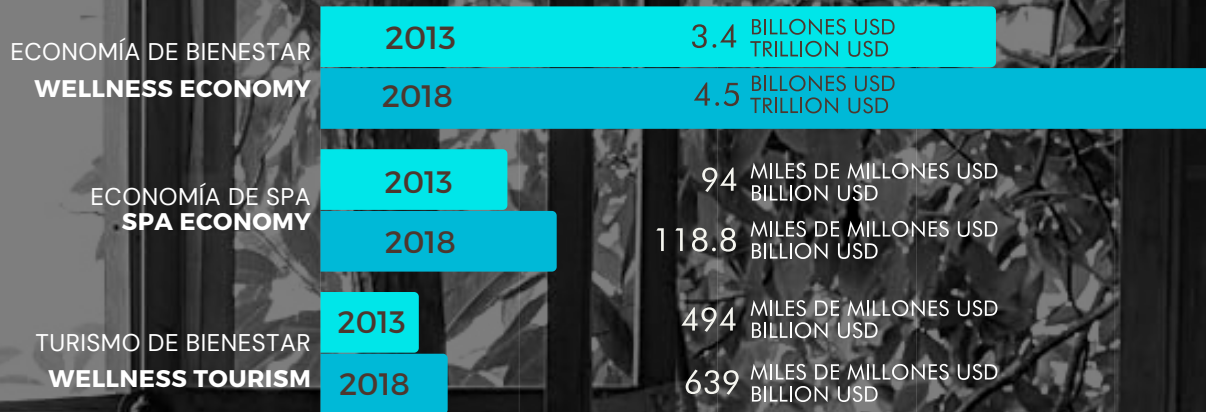 ECONOMÍA DE BIENESTAR
WELLNESS ECONOMY
2013
3.4 BILLONES USD
TRILLION USD
2018
4.5 BILLONES USD
TRILLION USD
ECONOMÍA DE SPA
SPA ECONOMY
2013
94 MILES DE MILLONES USD
BILLION USD
2018
118.8 MILES DE MILLONES USD
BILLION USD
TURISMO DE BIENESTAR
WELLNESS TOURISM
2013
494 MILES DE MILLONES USD
BILLION USD
2018
639 MILES DE MILLONES USD
BILLION USD